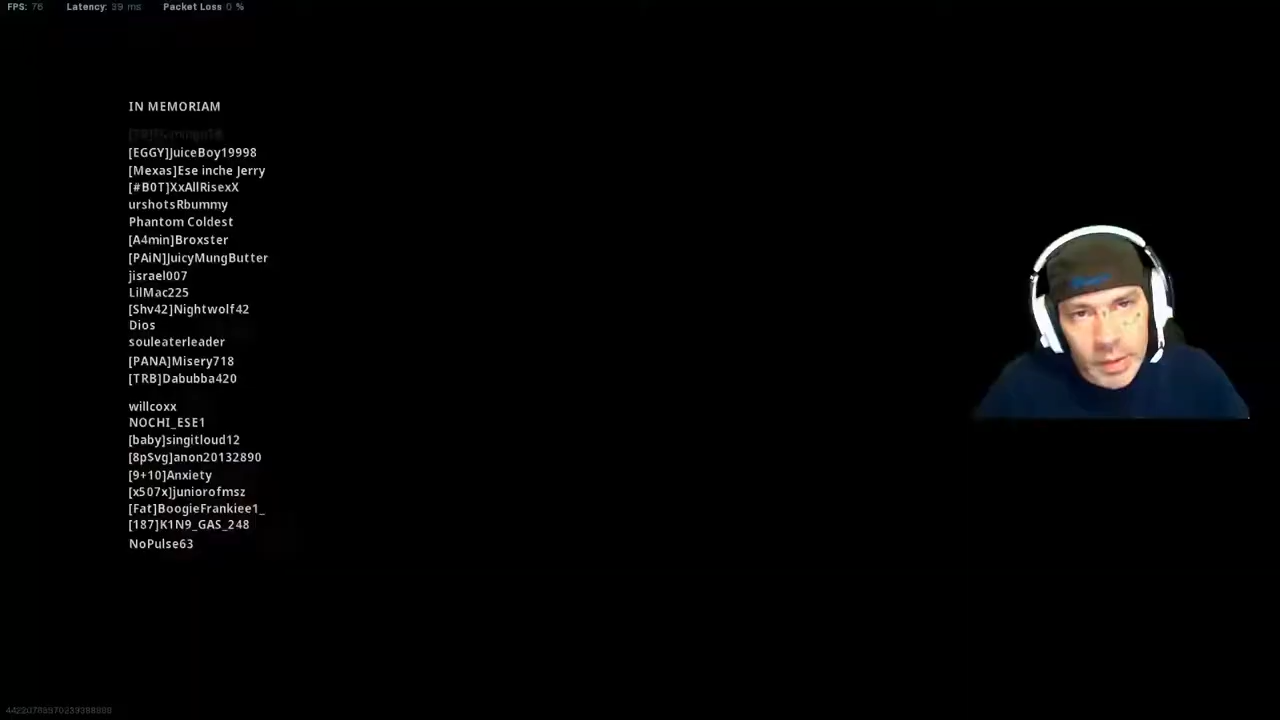 FPS: 76 Latency: 39 ms Packet Loss 0 %
IN MEMORIAM
[EGGY]JuiceBoy19998
[Mexas]Ese inche Jerry
[#B0T]XxAllRisexX
urshotsRbummy
Phantom Coldest
[A4min]Broxster
[PAiN]JuicyMungButter
jisrael007
LilMac225
[Shv42]Nightwolf42
Dios
souleaterleader
[PANA]Misery718
[TRB]Dabubba420
willcoxx
NOCHI_ESE1
[baby]singitloud12
[8pSvg]anon20132890
[9+10]Anxiety
[x507x]juniorofmsz
[Fat]BoogieFrankiee1_
[187]K1N9_GAS_248
NoPulse63